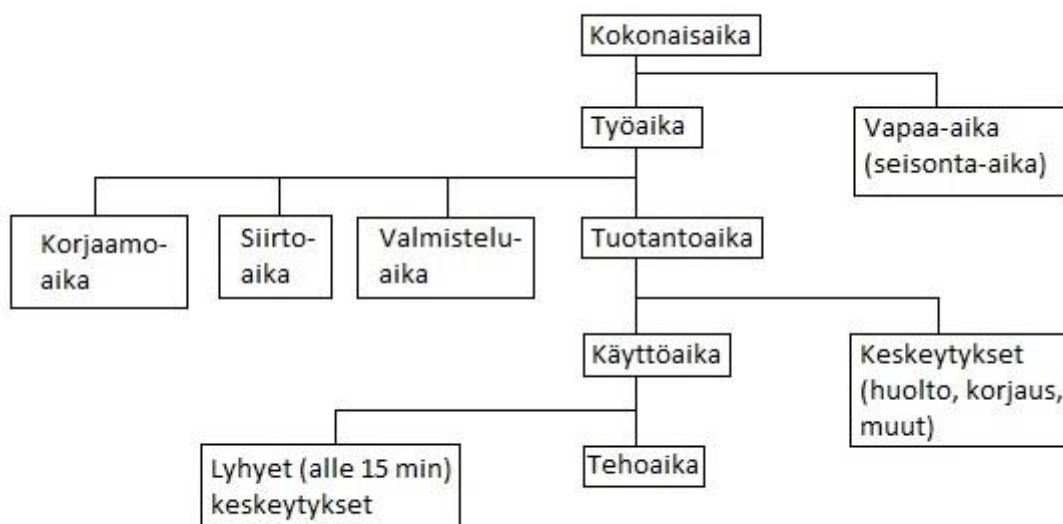 Kokonaisaika
Työaika
Vapaa-aika
(seisonta-aika)
Korjaamo-
aika
Siirto-
aika
Valmistelu-
aika
Tuotantoaika
Käyttöaika
Keskeytykset
(huolto, korjaus,
muut)
Lyhyet (alle 15 min)
keskeytykset
Tehoaika